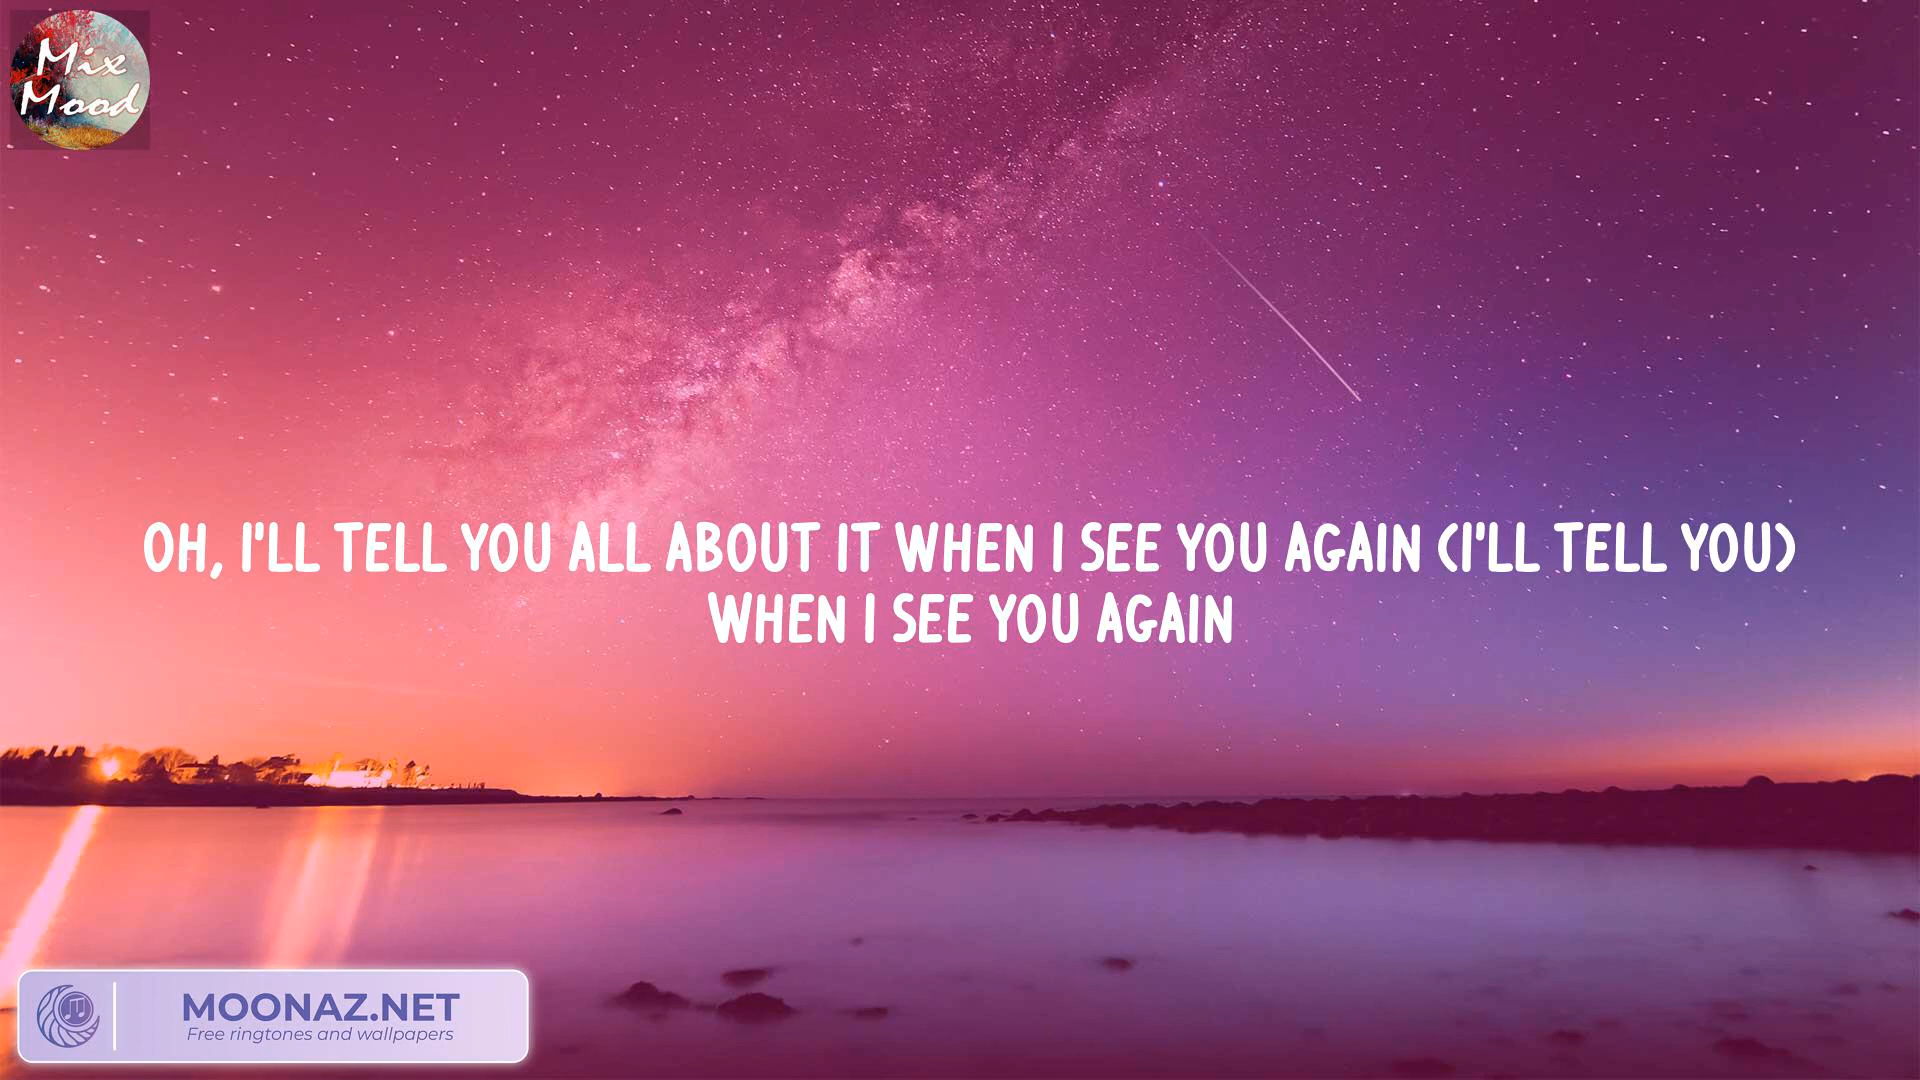 Mix
Mood
OH, I'LL TELL YOU ALL ABOUT IT WHEN I SEE YOU AGAIN (I'LL TELL YOU)
WHEN I SEE YOU AGAIN
MOONAZ.NET
Free ringtones and wallpapers